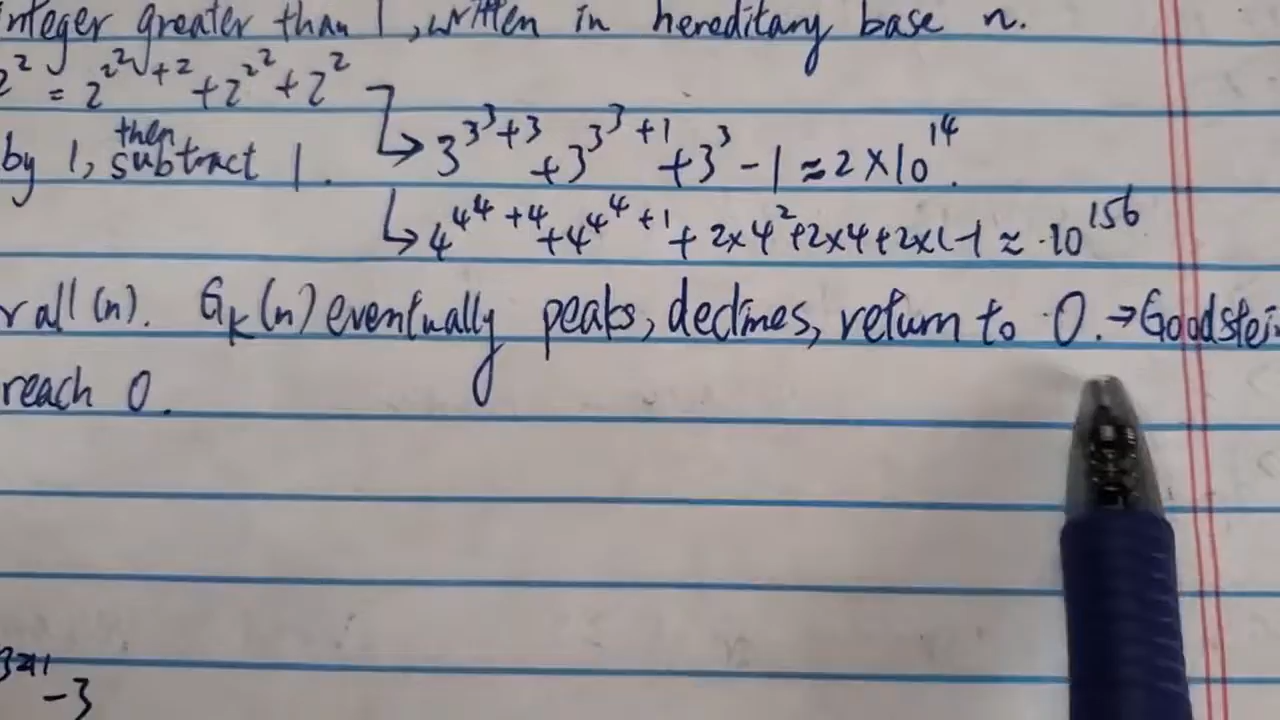 integer greater than 1, written in hereditary base n.
2^2 = 2^(2^2+2) + 2^(2^2) + 2^2
by 1, then subtract 1. ↳ 3^(3^3+3) + 3^(3^3+1) + 3^3 - 1 ≈ 2×10^14.
↳ 4^(4^4+4) + 4^(4^4+1) + 2×4^2+2×4+2×1-1 ≈ 10^156
r all (n). G_k(n) eventually peaks, declines, return to 0. → Goodstei
reach 0.
-3